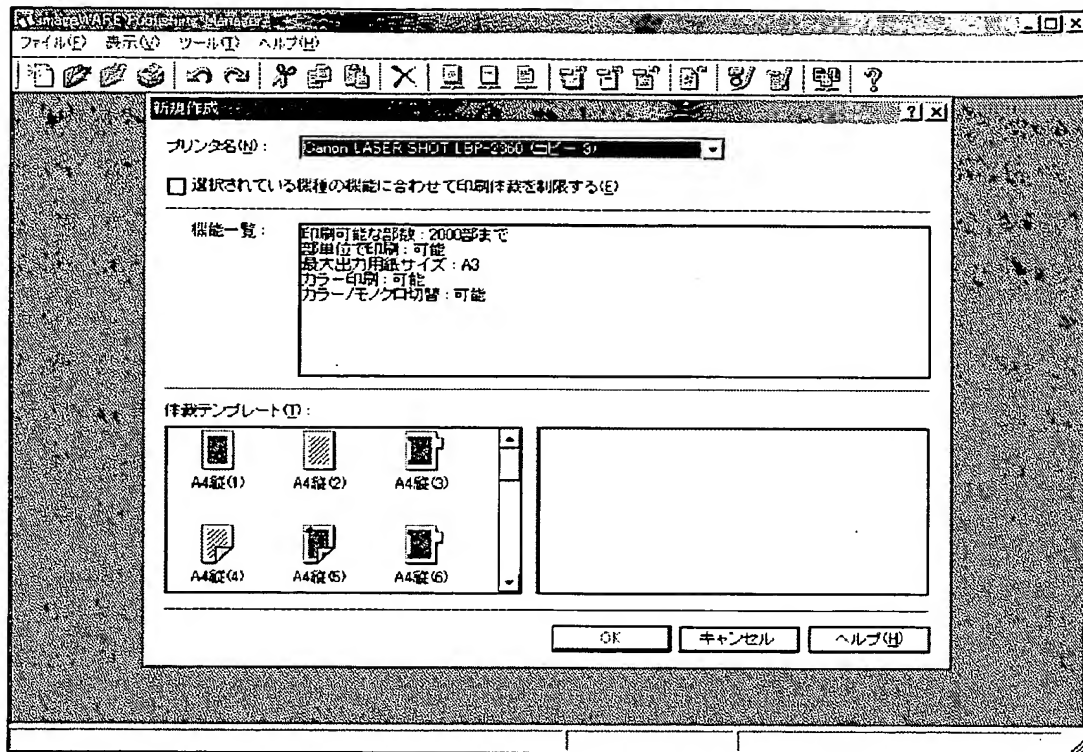 imageWARE Publishing Manager
ファイル(F) 表示(V) ツール(T) ヘルプ(H)
新規作成
プリンタ名(N):
Canon LASER SHOT LBP-2360 (コピー 3)
選択されている機種の機能に合わせて印刷体裁を制限する(E)
機能一覧:
印刷可能な部数:2000部まで
部単位で印刷:可能
最大出力用紙サイズ:A3
カラー印刷:可能
カラー/モノクロ切替:可能
体裁テンプレート(T):
A4縦(1) A4縦(2) A4縦(3)
A4縦(4) A4縦(5) A4縦(6)
OK キャンセル ヘルプ(H)